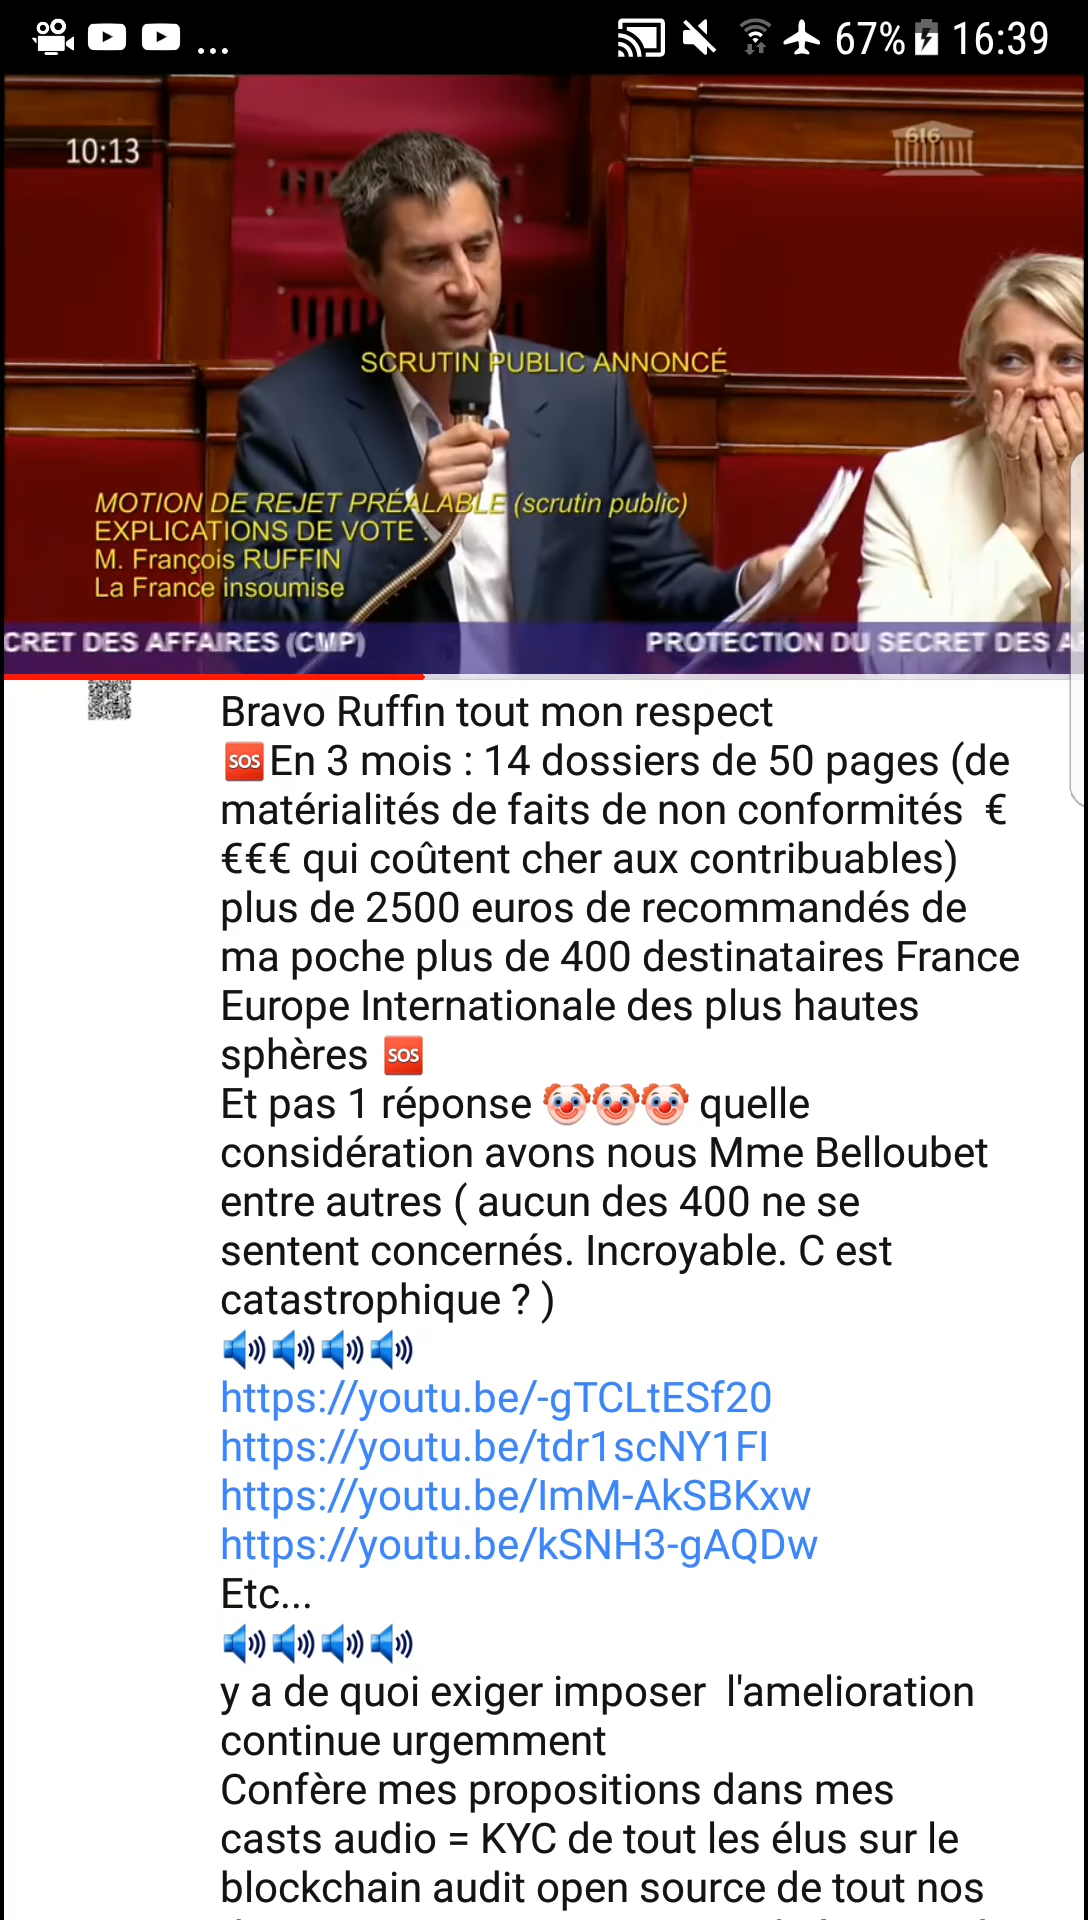 67% 16:39
10:13
616
SCRUTIN PUBLIC ANNONCÉ
MOTION DE REJET PRÉALABLE (scrutin public)
EXPLICATIONS DE VOTE :
M. François RUFFIN
La France insoumise
CRET DES AFFAIRES (CMP) PROTECTION DU SECRET DES A
Bravo Ruffin tout mon respect
🆘En 3 mois : 14 dossiers de 50 pages (de
matérialités de faits de non conformités  €
€€€ qui coûtent cher aux contribuables)
plus de 2500 euros de recommandés de
ma poche plus de 400 destinataires France
Europe Internationale des plus hautes
sphères 🆘
Et pas 1 réponse 🤡🤡🤡 quelle
considération avons nous Mme Belloubet
entre autres ( aucun des 400 ne se
sentent concernés. Incroyable. C est
catastrophique ? )
🔊🔊🔊🔊
https://youtu.be/-gTCLtESf20
https://youtu.be/tdr1scNY1FI
https://youtu.be/ImM-AkSBKxw
https://youtu.be/kSNH3-gAQDw
Etc...
🔊🔊🔊🔊
y a de quoi exiger imposer  l'amelioration
continue urgemment
Confère mes propositions dans mes
casts audio = KYC de tout les élus sur le
blockchain audit open source de tout nos